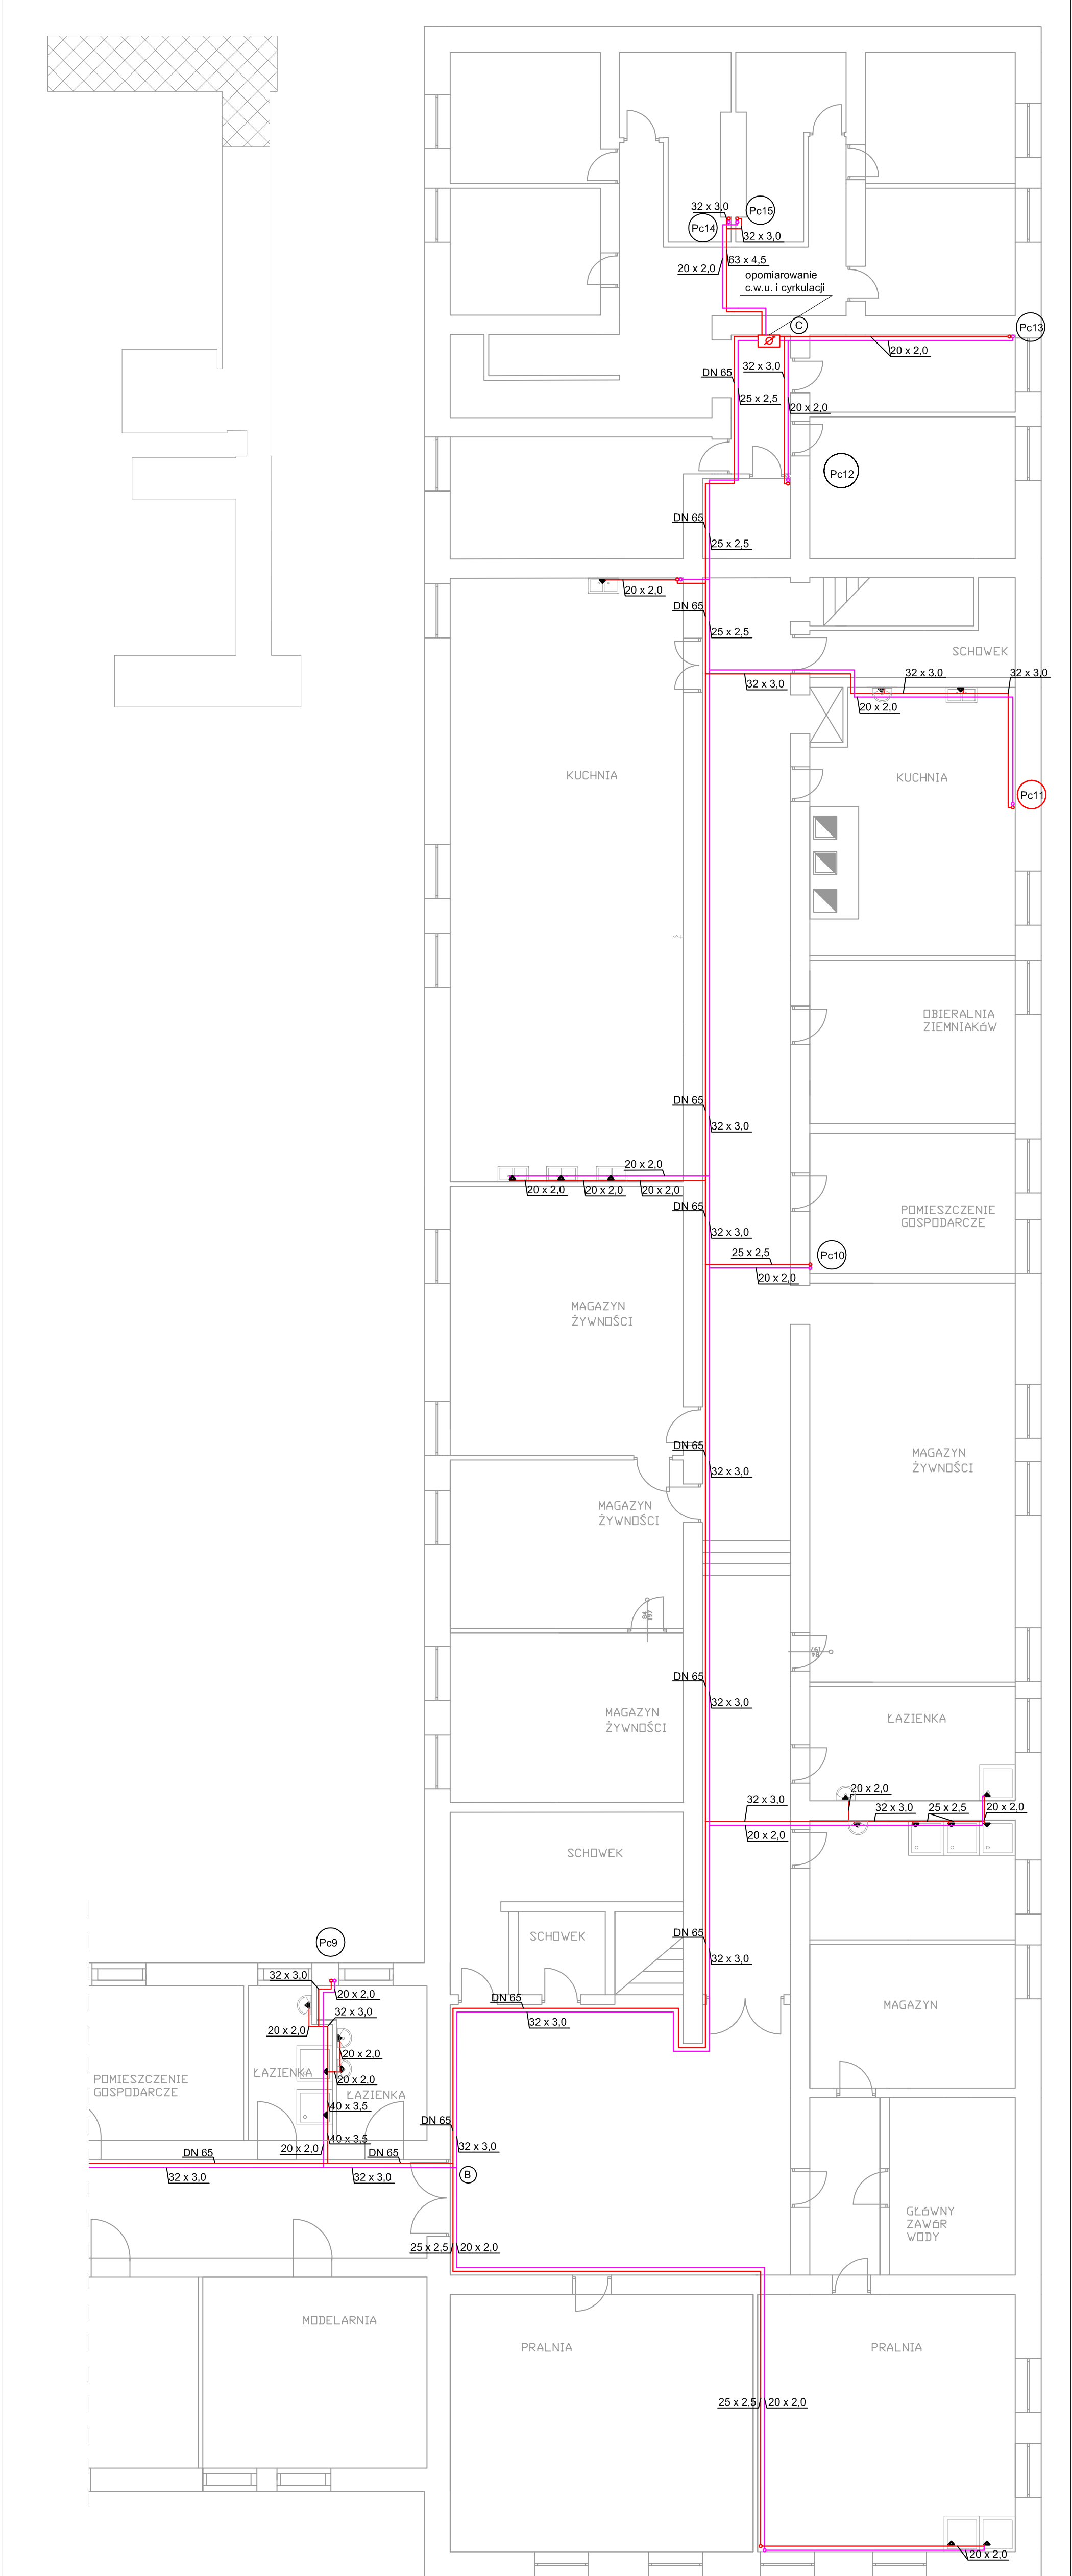 32 x 3,0
Pc15
Pc14
32 x 3,0
63 x 4,5
20 x 2,0
opomiarowanie
c.w.u. i cyrkulacji
C
Pc13
20 x 2,0
32 x 3,0
DN 65
25 x 2,5
20 x 2,0
Pc12
DN 65
25 x 2,5
20 x 2,0
DN 65
25 x 2,5
SCHOWEK
32 x 3,0
32 x 3,0
32 x 3,0
20 x 2,0
KUCHNIA
KUCHNIA
Pc11
OBIERALNIA
ZIEMNIAKÓW
DN 65
32 x 3,0
20 x 2,0
20 x 2,0
20 x 2,0
20 x 2,0
DN 65
POMIESZCZENIE
GOSPODARCZE
32 x 3,0
25 x 2,5
Pc10
20 x 2,0
MAGAZYN
ŻYWNOŚCI
DN 65
MAGAZYN
ŻYWNOŚCI
32 x 3,0
MAGAZYN
ŻYWNOŚCI
84
197
197
84
DN 65
32 x 3,0
MAGAZYN
ŻYWNOŚCI
ŁAZIENKA
20 x 2,0
32 x 3,0
32 x 3,0
25 x 2,5
20 x 2,0
20 x 2,0
SCHOWEK
SCHOWEK
DN 65
Pc9
32 x 3,0
32 x 3,0
20 x 2,0
DN 65
MAGAZYN
32 x 3,0
32 x 3,0
20 x 2,0
20 x 2,0
ŁAZIENKA
POMIESZCZENIE
GOSPODARCZE
20 x 2,0
ŁAZIENKA
40 x 3,5
DN 65
40 x 3,5
20 x 2,0
32 x 3,0
DN 65
DN 65
B
32 x 3,0
32 x 3,0
GŁÓWNY
ZAWÓR
WODY
25 x 2,5
20 x 2,0
MODELARNIA
PRALNIA
PRALNIA
25 x 2,5
20 x 2,0
20 x 2,0